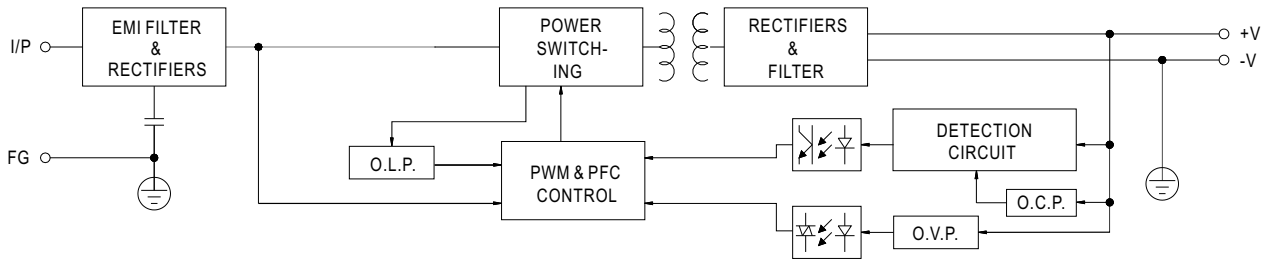 I/P
EMI FILTER
&
RECTIFIERS
POWER
SWITCH-
ING
RECTIFIERS
&
FILTER
+V
-V
FG
O.L.P.
PWM & PFC
CONTROL
DETECTION
CIRCUIT
O.C.P.
O.V.P.